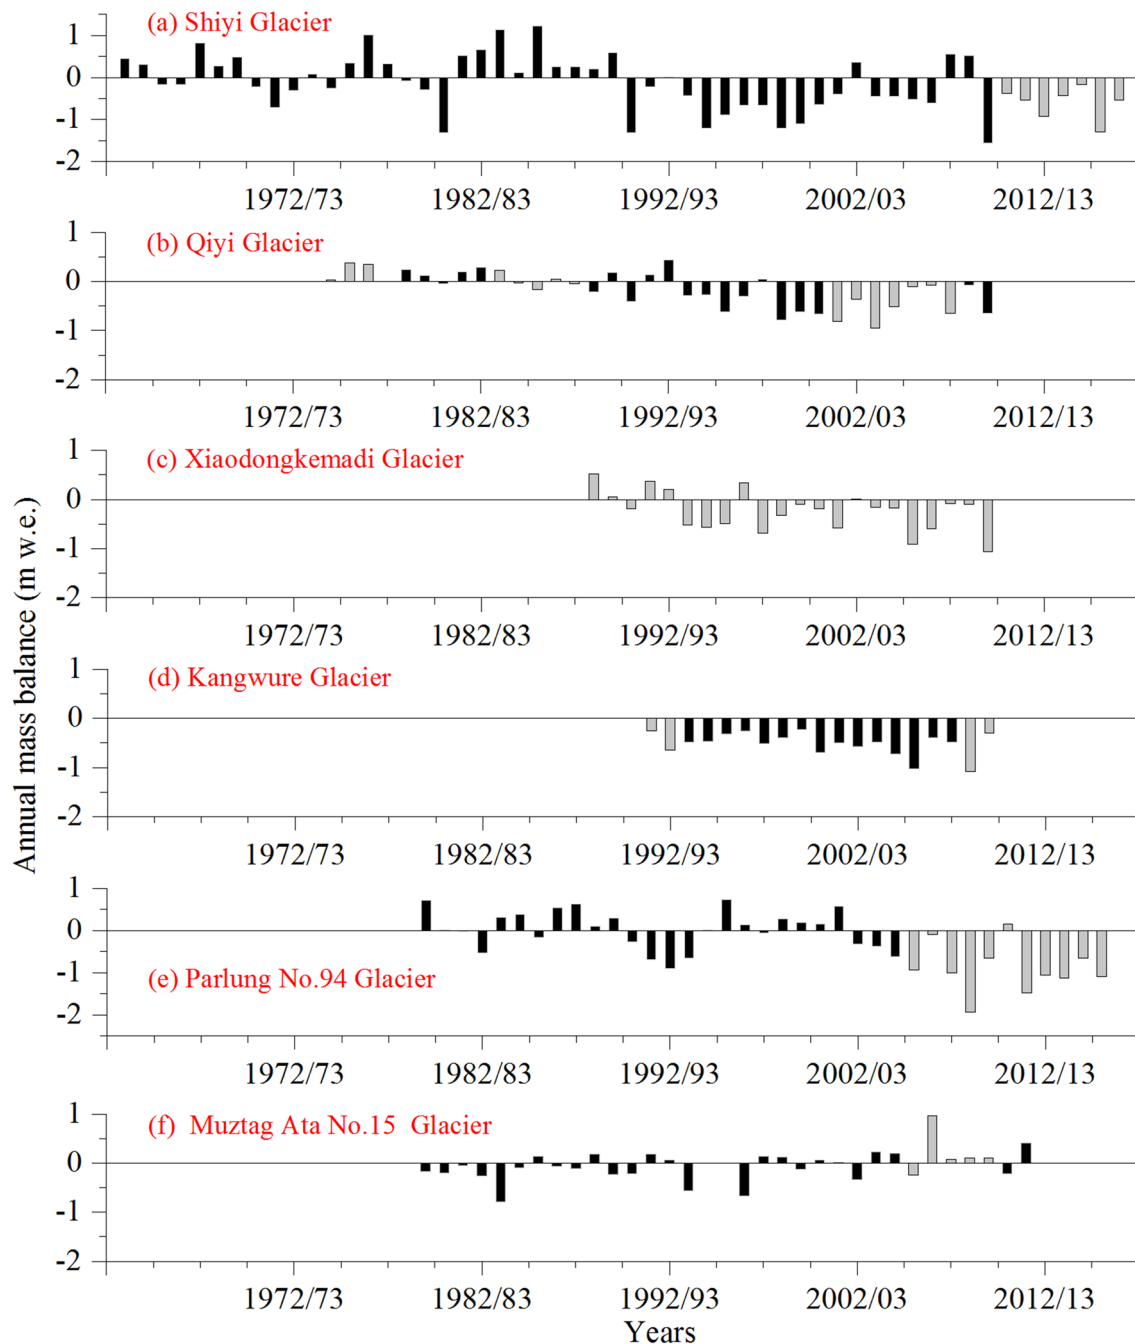 (a) Shiyi Glacier
1
0
-1
-2
1972/73 1982/83 1992/93 2002/03 2012/13
(b) Qiyi Glacier
1
0
-1
-2
1972/73 1982/83 1992/93 2002/03 2012/13
(c) Xiaodongkemadi Glacier
1
0
-1
-2
1972/73 1982/83 1992/93 2002/03 2012/13
Annual mass balance (m w.e.)
(d) Kangwure Glacier
1
0
-1
-2
1972/73 1982/83 1992/93 2002/03 2012/13
1
0
-1
-2
(e) Parlung No.94 Glacier
1972/73 1982/83 1992/93 2002/03 2012/13
(f) Muztag Ata No.15 Glacier
1
0
-1
-2
1972/73 1982/83 1992/93 2002/03 2012/13
Years